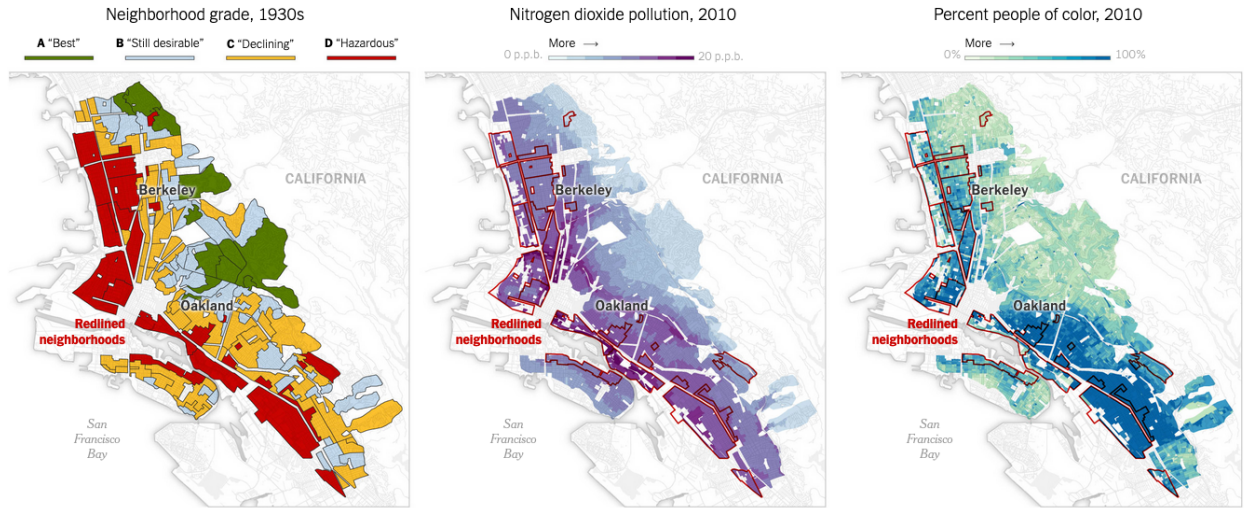 Neighborhood grade, 1930s
A “Best” B “Still desirable” C “Declining” D “Hazardous”
CALIFORNIA
Berkeley
Oakland
Redlined
neighborhoods
San
Francisco
Bay
Nitrogen dioxide pollution, 2010
More →
0 p.p.b. 20 p.p.b.
CALIFORNIA
Berkeley
Oakland
Redlined
neighborhoods
San
Francisco
Bay
Percent people of color, 2010
More →
0% 100%
CALIFORNIA
Berkeley
Oakland
Redlined
neighborhoods
San
Francisco
Bay